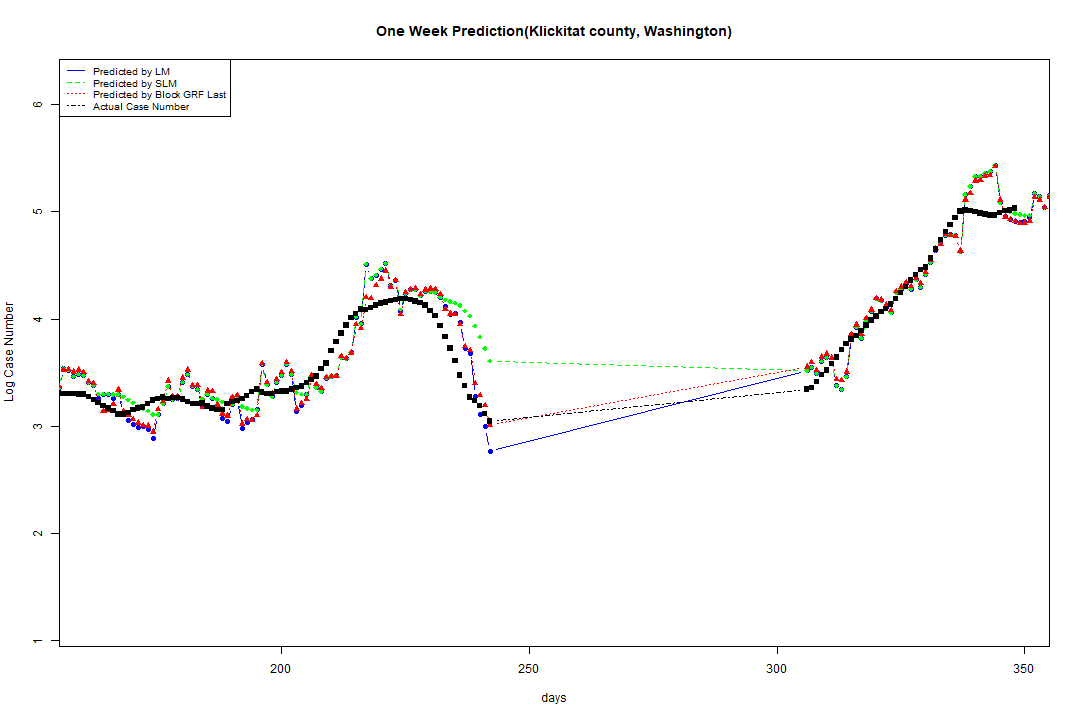 One Week Prediction(Klickitat county, Washington)
Predicted by LM
Predicted by SLM
Predicted by Block GRF Last
Actual Case Number
6
5
4
3
2
1
Log Case Number
200
250
300
350
days